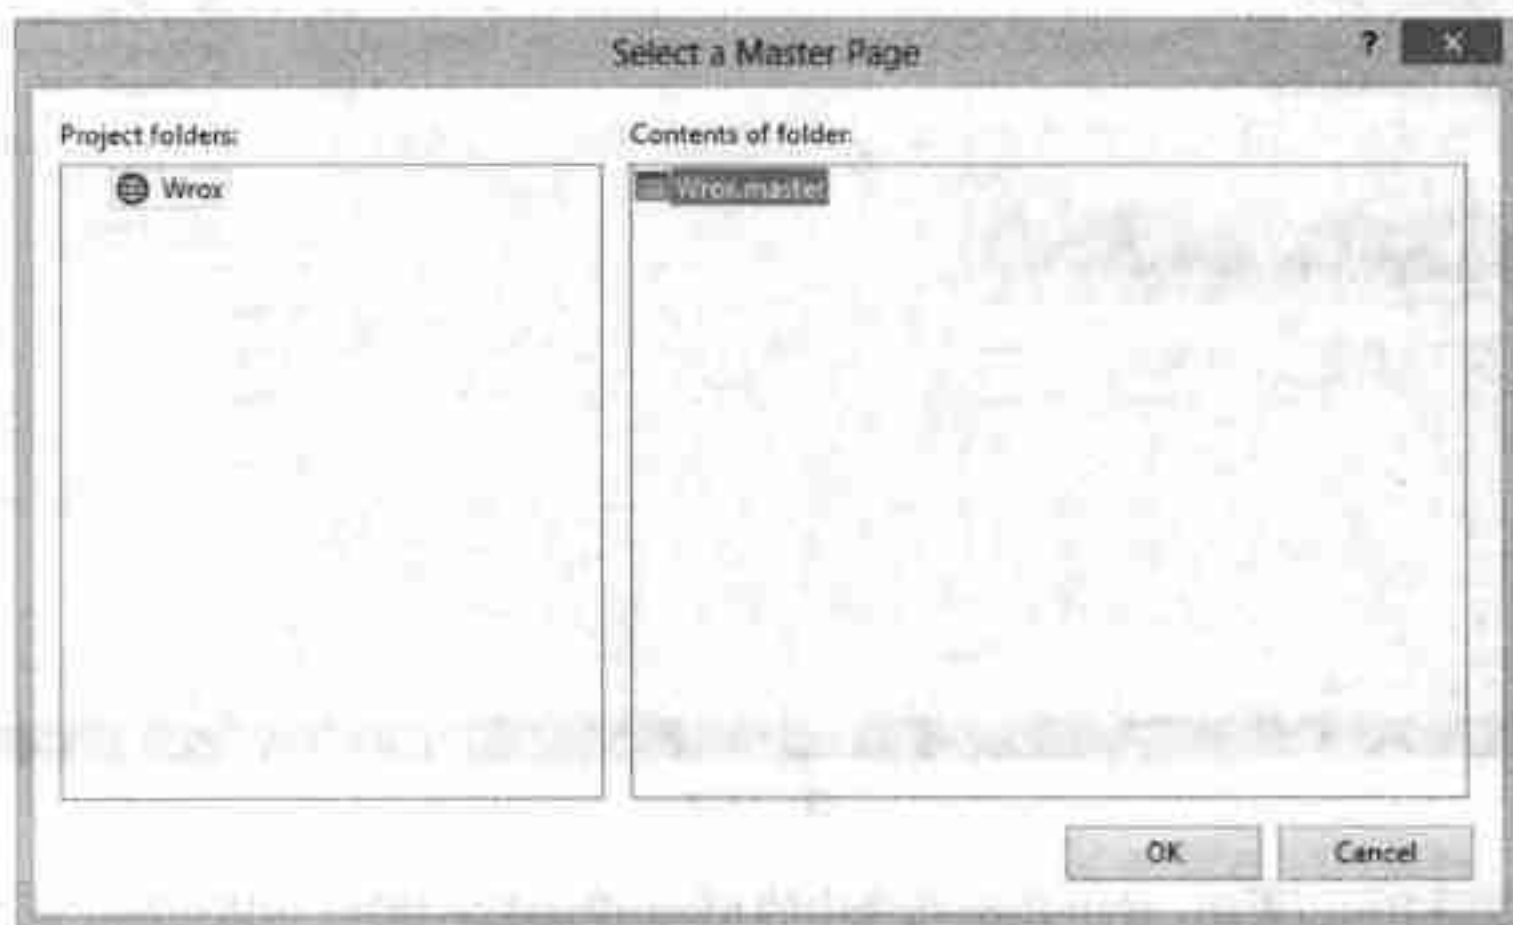 Select a Master Page
?
X
Project folders:
Contents of folder:
Wrox
Wrox.master
OK
Cancel